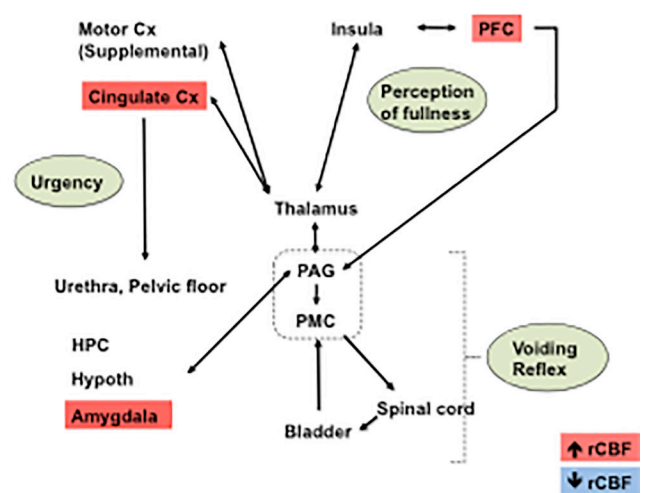 Motor Cx
(Supplemental)
Insula
PFC
Cingulate Cx
Perception
of fullness
Urgency
Thalamus
PAG
Urethra, Pelvic floor
PMC
HPC
Voiding
Reflex
Hypoth
Amygdala
Spinal cord
Bladder
↑ rCBF
↓ rCBF